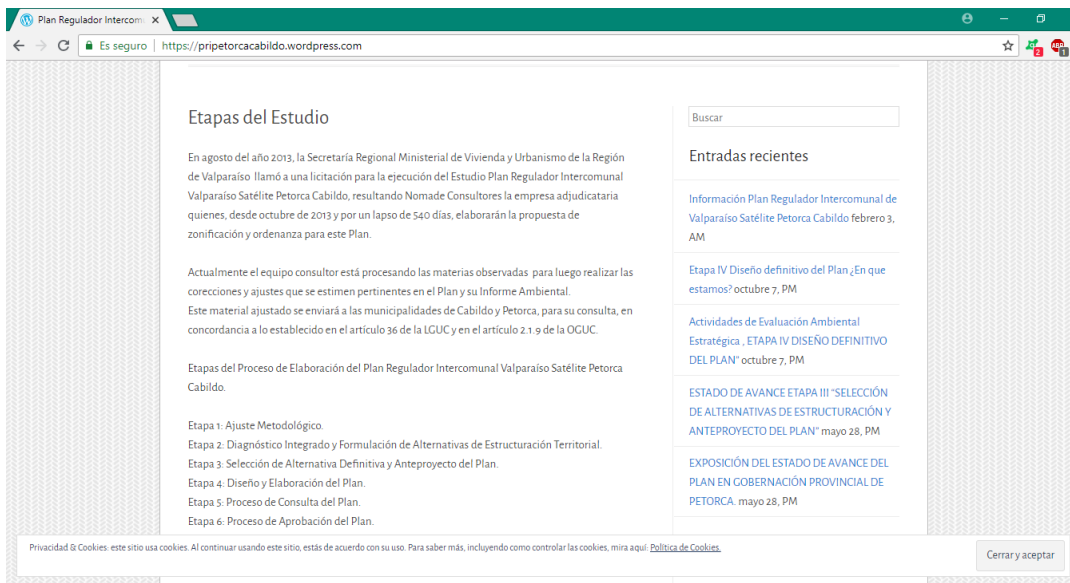 Plan Regulador Intercom
Es seguro
https://pripetorcacabildo.wordpress.com
2
ABP
1
Etapas del Estudio
En agosto del año 2013, la Secretaría Regional Ministerial de Vivienda y Urbanismo de la Región
de Valparaíso llamó a una licitación para la ejecución del Estudio Plan Regulador Intercomunal
Valparaíso Satélite Petorca Cabildo, resultando Nomade Consultores la empresa adjudicataria
quienes, desde octubre de 2013 y por un lapso de 540 días, elaborarán la propuesta de
zonificación y ordenanza para este Plan.
Actualmente el equipo consultor está procesando las materias observadas para luego realizar las
corecciones y ajustes que se estimen pertinentes en el Plan y su Informe Ambiental.
Este material ajustado se enviará a las municipalidades de Cabildo y Petorca, para su consulta, en
concordancia a lo establecido en el artículo 36 de la LGUC y en el artículo 2.1.9 de la OGUC.
Etapas del Proceso de Elaboración del Plan Regulador Intercomunal Valparaíso Satélite Petorca
Cabildo.
Etapa 1: Ajuste Metodológico.
Etapa 2: Diagnóstico Integrado y Formulación de Alternativas de Estructuración Territorial.
Etapa 3: Selección de Alternativa Definitiva y Anteproyecto del Plan.
Etapa 4: Diseño y Elaboración del Plan.
Etapa 5: Proceso de Consulta del Plan.
Etapa 6: Proceso de Aprobación del Plan.
Buscar
Entradas recientes
Información Plan Regulador Intercomunal de
Valparaíso Satélite Petorca Cabildo febrero 3,
AM
Etapa IV Diseño definitivo del Plan ¿En que
estamos? octubre 7, PM
Actividades de Evaluación Ambiental
Estratégica , ETAPA IV DISEÑO DEFINITIVO
DEL PLAN" octubre 7, PM
ESTADO DE AVANCE ETAPA III "SELECCIÓN
DE ALTERNATIVAS DE ESTRUCTURACIÓN Y
ANTEPROYECTO DEL PLAN" mayo 28, PM
EXPOSICIÓN DEL ESTADO DE AVANCE DEL
PLAN EN GOBERNACIÓN PROVINCIAL DE
PETORCA. mayo 28, PM
Privacidad & Cookies: este sitio usa cookies. Al continuar usando este sitio, estás de acuerdo con su uso. Para saber más, incluyendo como controlar las cookies, mira aquí: Política de Cookies.
Cerrar y aceptar